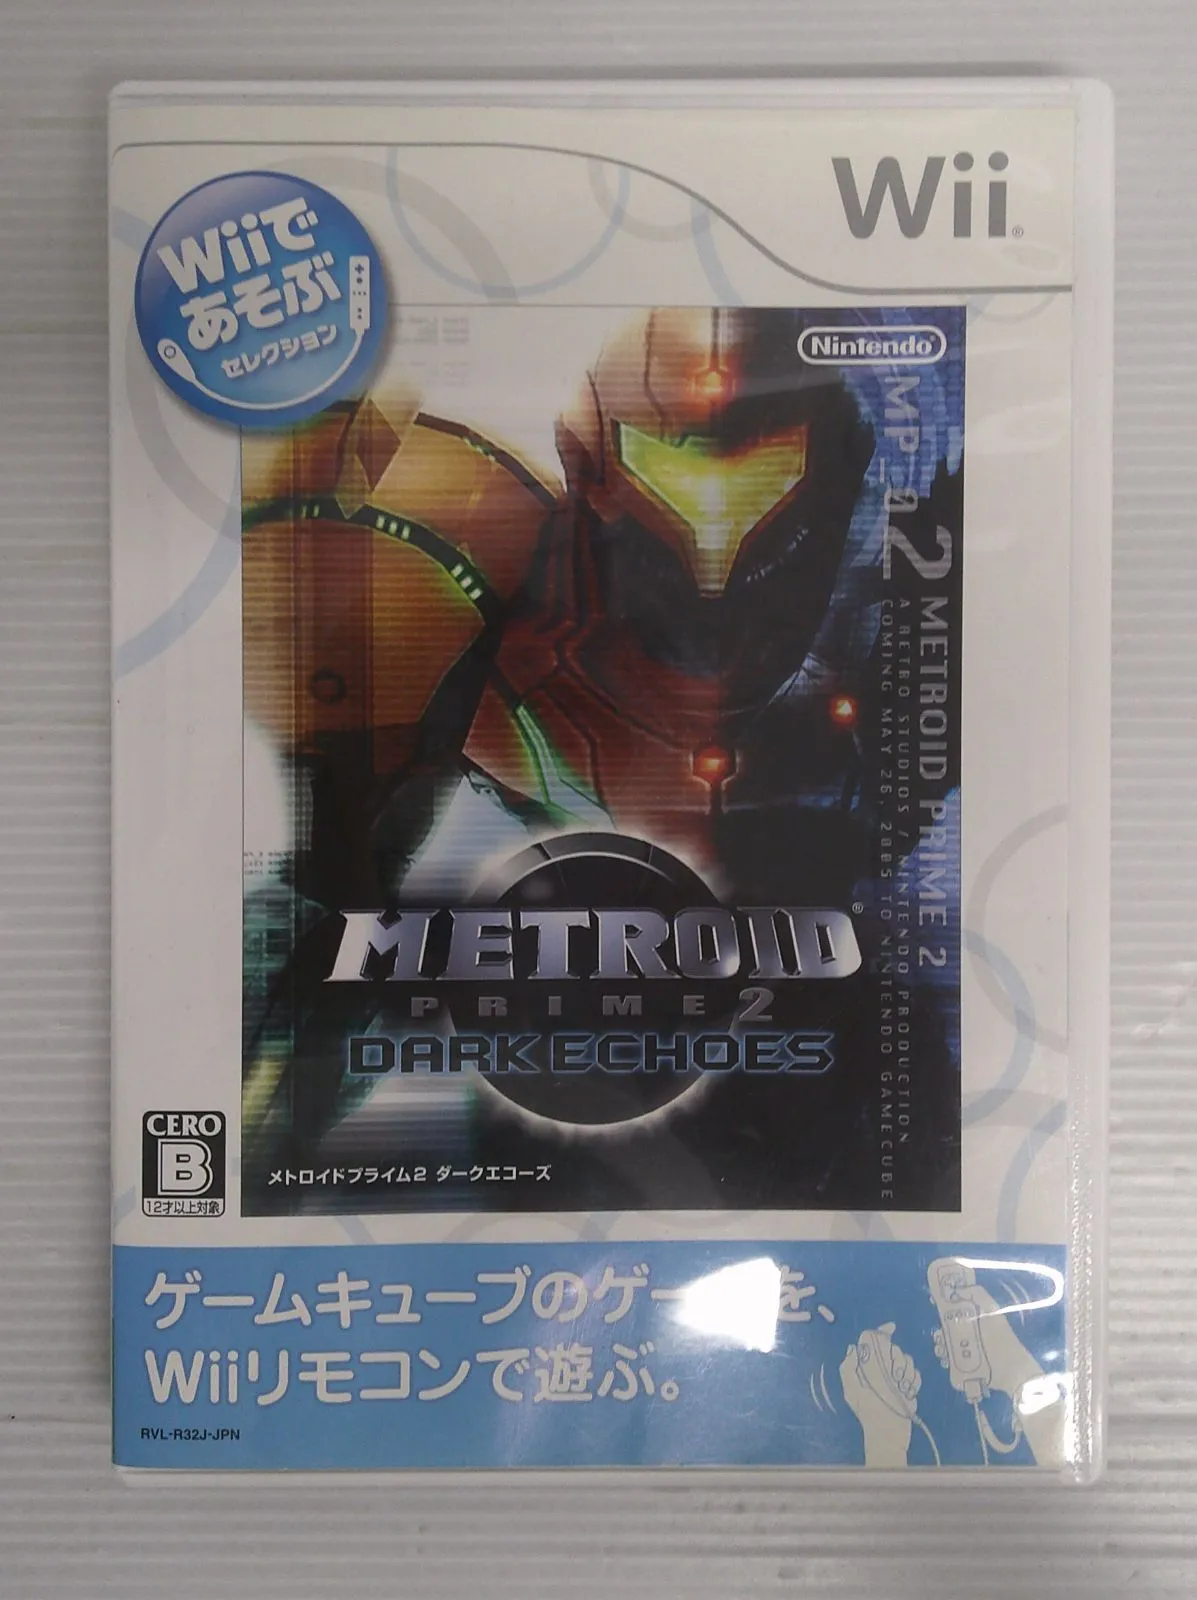 Wii®
Wiiで
あそぶ
セレクション
Nintendo
MP_02
METROID PRIME 2
A RETRO STUDIOS / NINTENDO PRODUCTION
COMING MAY 26, 2005 TO NINTENDO GAMECUBE
METROID®
PRIME 2
DARK ECHOES
CERO
B
12才以上対象
メトロイドプライム2 ダークエコーズ
ゲームキューブのゲー を、
Wiiリモコンで遊ぶ。
RVL-R32J-JPN